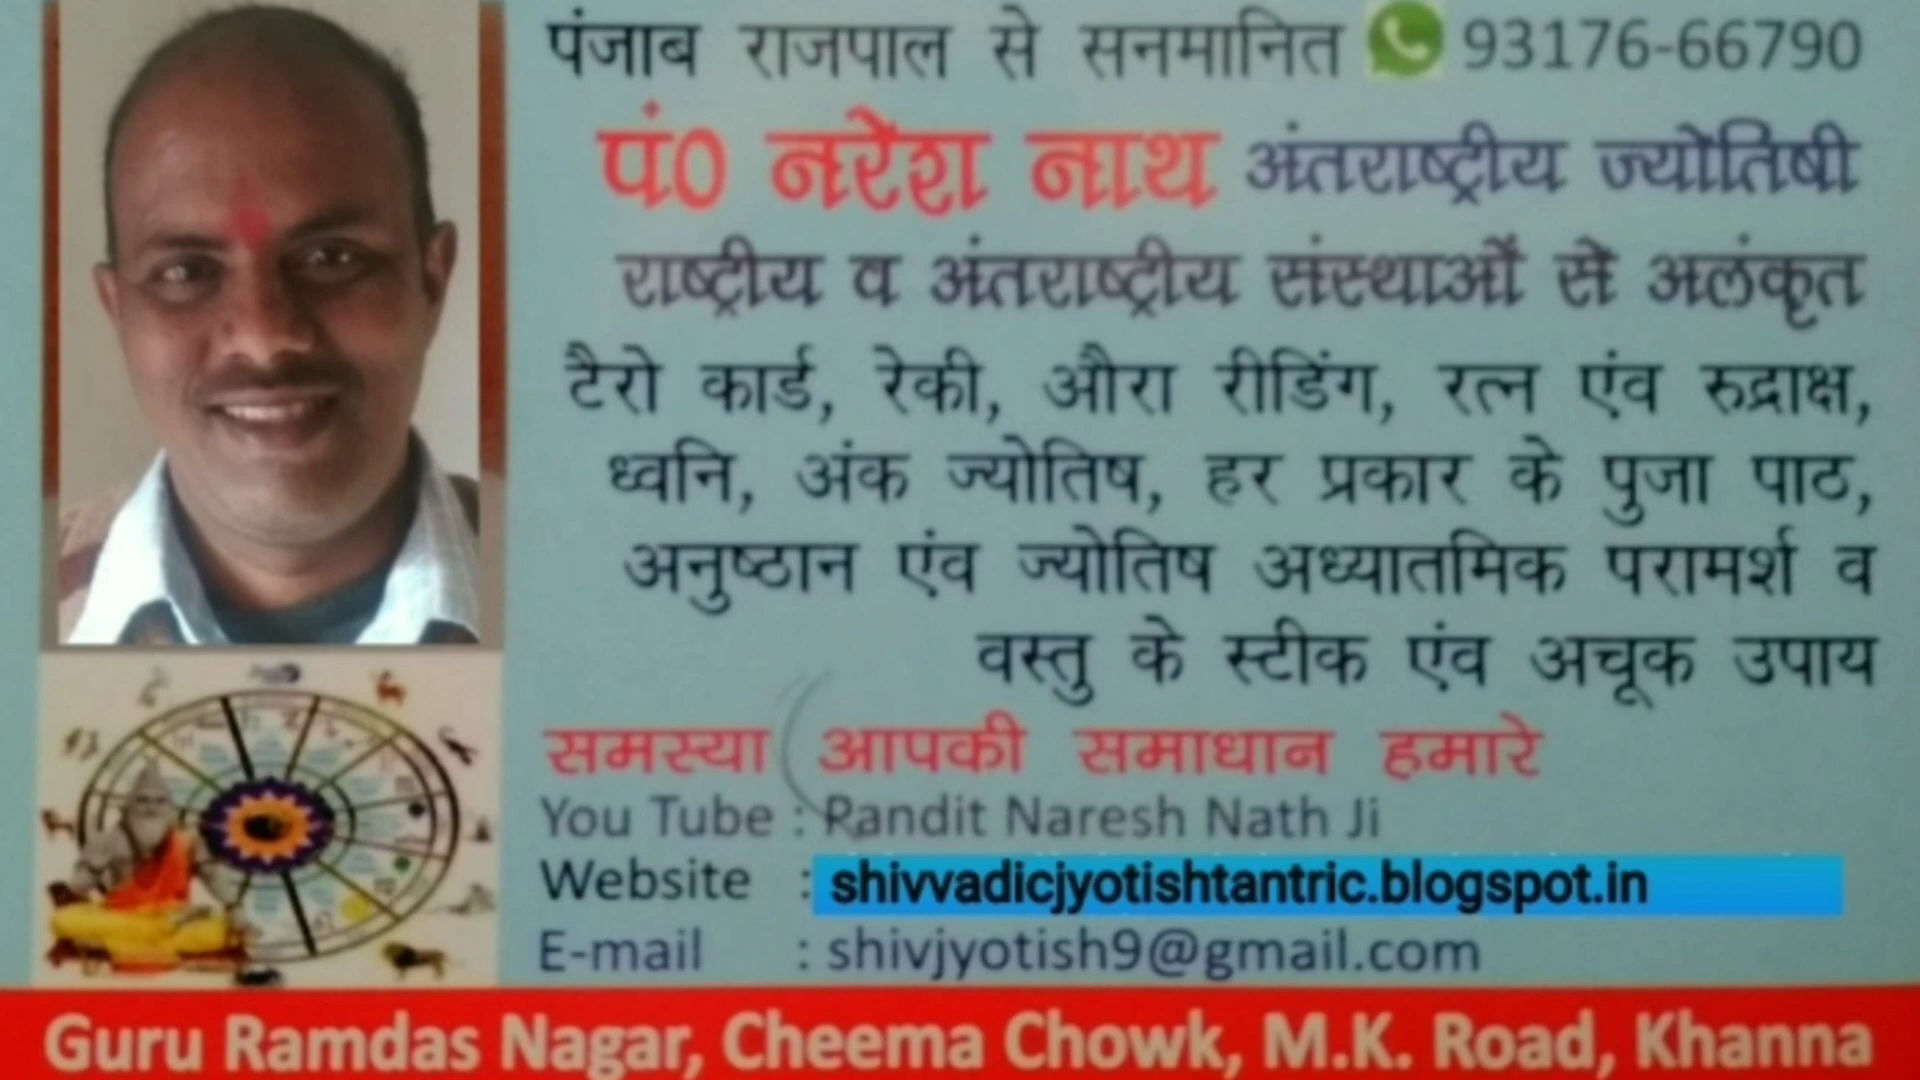 पंजाब राजपाल से सनमानित 93176-66790
पं0 नरेश नाथ अंतराष्ट्रीय ज्योतिषी
राष्ट्रीय व अंतराष्ट्रीय संस्थाओं से अलंकृत
टैरो कार्ड, रेकी, औरा रीडिंग, रत्न एंव रुद्राक्ष,
ध्वनि, अंक ज्योतिष, हर प्रकार के पुजा पाठ,
अनुष्ठान एंव ज्योतिष अध्यातमिक परामर्श व
वस्तु के स्टीक एंव अचूक उपाय
समस्या आपकी समाधान हमारे
You Tube : Pandit Naresh Nath Ji
Website : shivvadicjyotishtantric.blogspot.in
E-mail : shivjyotish9@gmail.com
Guru Ramdas Nagar, Cheema Chowk, M.K. Road, Khanna